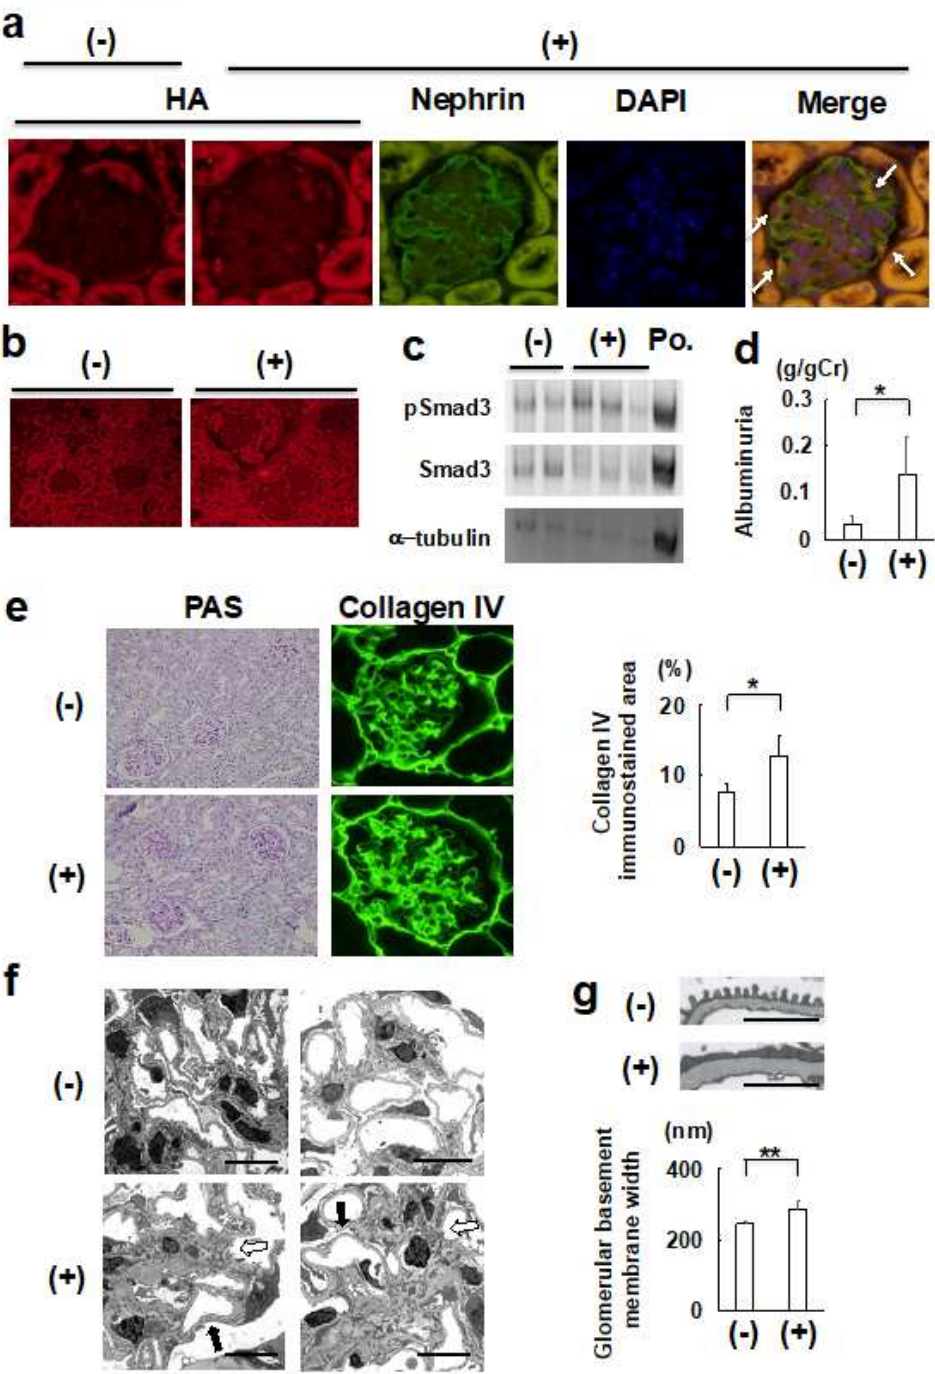 a
(-)
(+)
HA
Nephrin
DAPI
Merge
b
(-)
(+)
c
(-)
(+)
Po.
pSmad3
Smad3
α-tubulin
d
(g/gCr)
Albuminuria
0.3
0.2
0.1
0
*
(-)
(+)
e
PAS
Collagen IV
(-)
(+)
(%)
Collagen IV
immunostained area
20
10
0
*
(-)
(+)
f
(-)
(+)
g
(-)
(+)
(nm)
Glomerular basement
membrane width
400
200
0
**
(-)
(+)